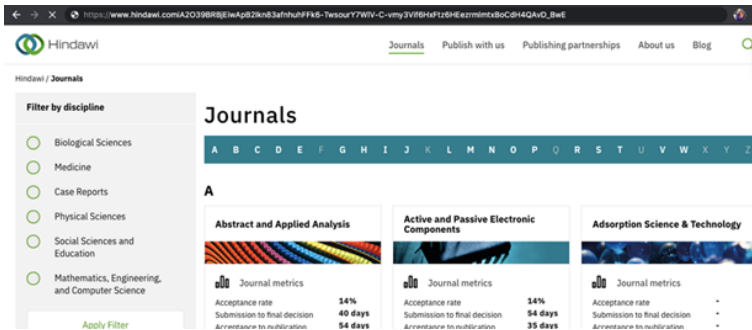 https://www.hindawi.comiA2O39BRBjEiwApB2Ikn83afnhuhFFk6-TwsourY7WIV-C-vmy3Vif6HxFtz6HEezrmimtxBoCdH4QAvD_BwE
Hindawi
Journals Publish with us Publishing partnerships About us Blog
Hindawi / Journals
Filter by discipline
Biological Sciences
Medicine
Case Reports
Physical Sciences
Social Sciences and
Education
Mathematics, Engineering,
and Computer Science
Apply Filter
Journals
A B C D E F G H I J K L M N O P Q R S T U V W X Y Z
A
Abstract and Applied Analysis
Journal metrics
Acceptance rate 14%
Submission to final decision 40 days
Acceptance to publication 54 days
Active and Passive Electronic
Components
Journal metrics
Acceptance rate 14%
Submission to final decision 54 days
Acceptance to publication 35 days
Adsorption Science & Technology
Journal metrics
Acceptance rate -
Submission to final decision -
Acceptance to publication -